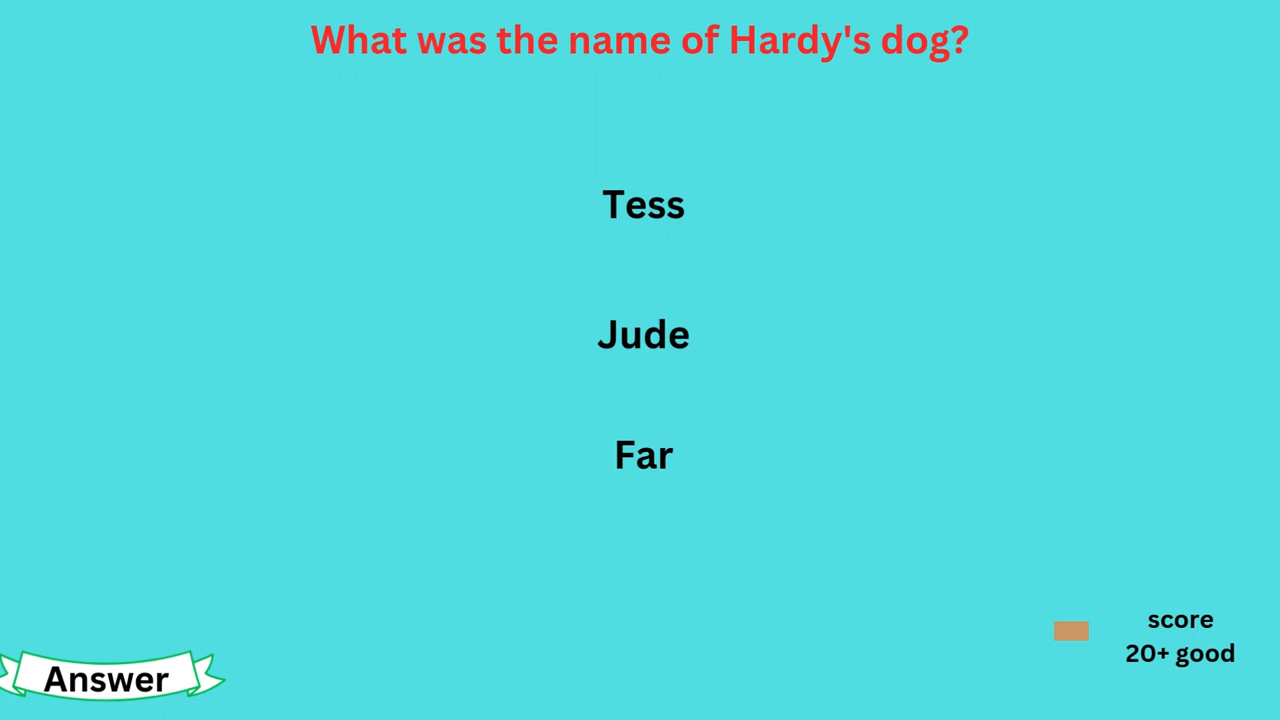 What was the name of Hardy's dog?
Tess
Jude
Far
score
20+ good
Answer